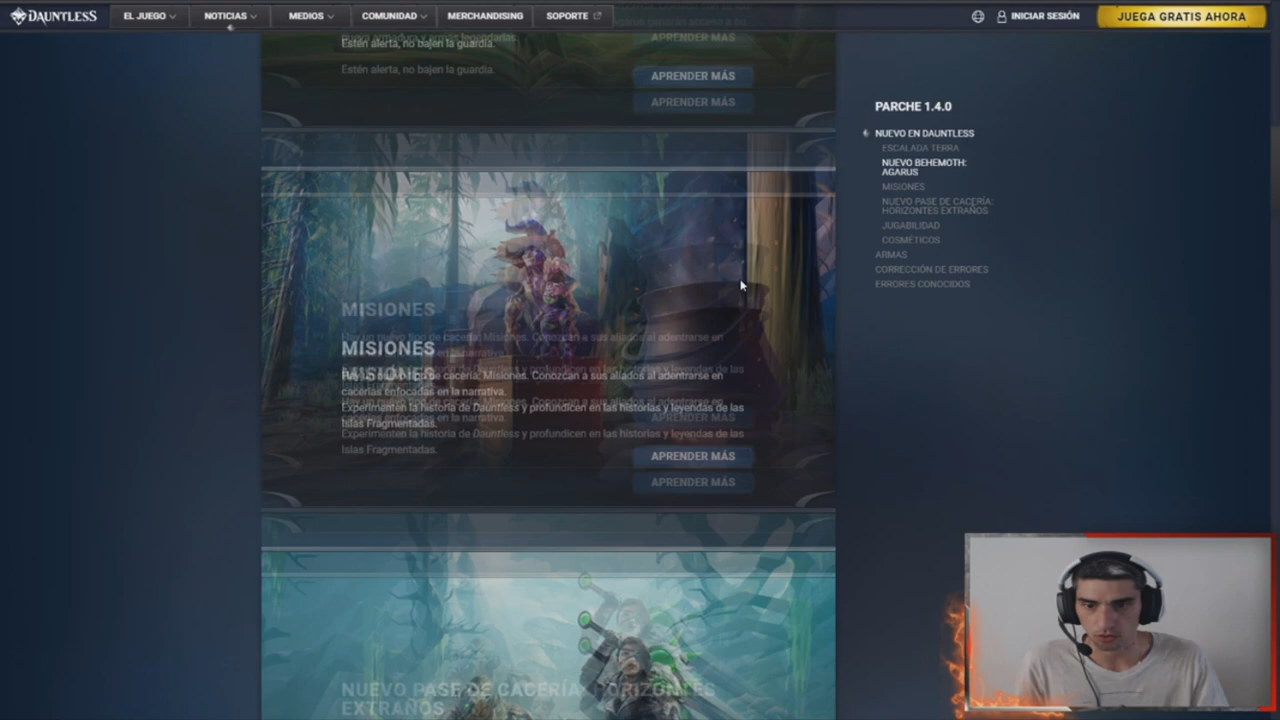 DAUNTLESS
EL JUEGO
NOTICIAS
MEDIOS
COMUNIDAD
MERCHANDISING
SOPORTE
INICIAR SESIÓN
JUEGA GRATIS AHORA
Estén alerta, no bajen la guardia.
Estén alerta, no bajen la guardia.
APRENDER MÁS
APRENDER MÁS
APRENDER MÁS
MISIONES
MISIONES
MISIONES
Hay un nuevo tipo de cacería: Misiones. Conozcan a sus aliados al adentrarse en
cacerías enfocadas en la narrativa.
Experimenten la historia de Dauntless y profundicen en las historias y leyendas de las
Islas Fragmentadas.
Experimenten la historia de Dauntless y profundicen en las historias y leyendas de las
Islas Fragmentadas.
APRENDER MÁS
APRENDER MÁS
APRENDER MÁS
NUEVO PASE DE CACERÍA: HORIZONTES
EXTRAÑOS
PARCHE 1.4.0
NUEVO EN DAUNTLESS
ESCALADA TERRA
NUEVO BEHEMOTH:
AGARUS
MISIONES
NUEVO PASE DE CACERÍA:
HORIZONTES EXTRAÑOS
JUGABILIDAD
COSMÉTICOS
ARMAS
CORRECCIÓN DE ERRORES
ERRORES CONOCIDOS